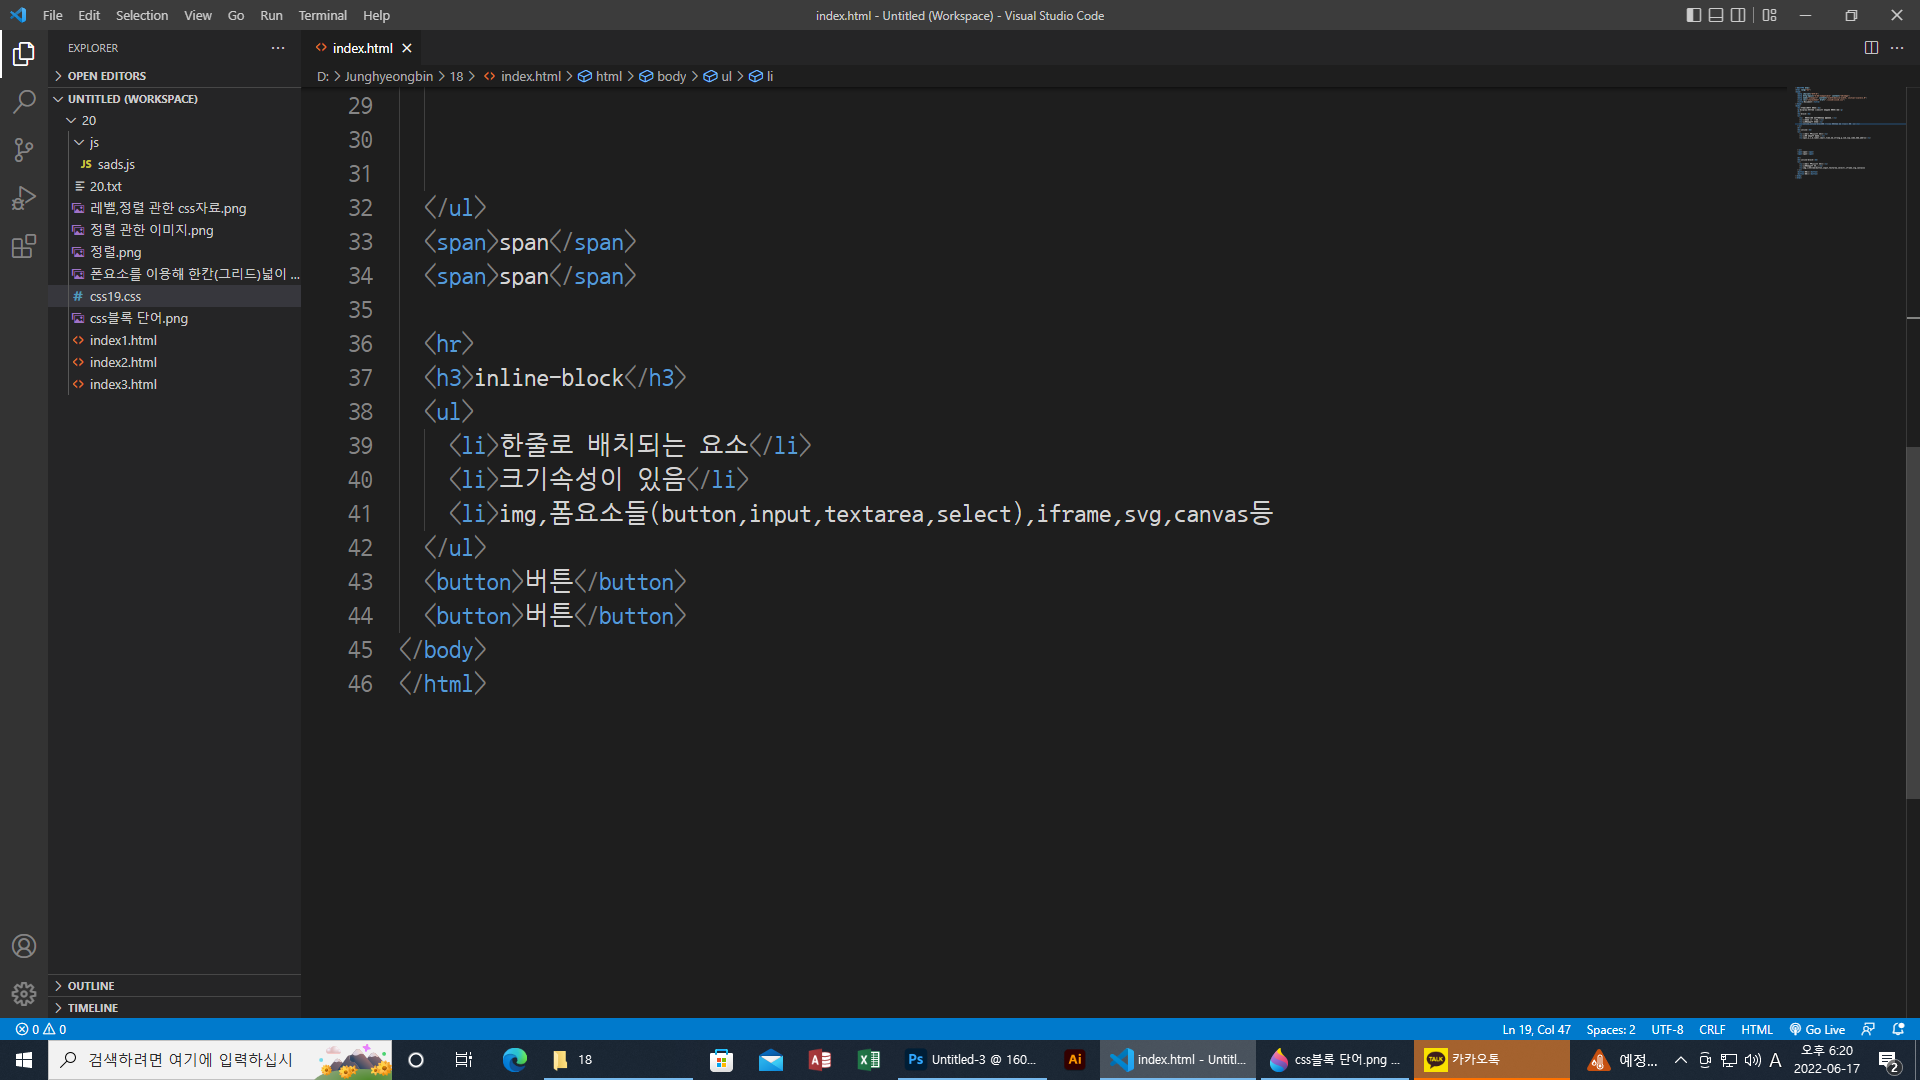 File Edit Selection View Go Run Terminal Help
index.html - Untitled (Workspace) - Visual Studio Code
EXPLORER
OPEN EDITORS
UNTITLED (WORKSPACE)
20
js
JS sads.js
20.txt
레벨,정렬 관한 css자료.png
정렬 관한 이미지.png
정렬.png
폰요소를 이용해 한칸(그리드)넓이 ...
# css19.css
css블록 단어.png
index1.html
index2.html
index3.html
OUTLINE
TIMELINE
index.html
D: > Junghyeongbin > 18 > index.html > html > body > ul > li
29
30
31
32 </ul>
33 <span>span</span>
34 <span>span</span>
35
36 <hr>
37 <h3>inline-block</h3>
38 <ul>
39 <li>한줄로 배치되는 요소</li>
40 <li>크기속성이 있음</li>
41 <li>img,폼요소들(button,input,textarea,select),iframe,svg,canvas등
42 </ul>
43 <button>버튼</button>
44 <button>버튼</button>
45 </body>
46 </html>
0 0
Ln 19, Col 47 Spaces: 2 UTF-8 CRLF HTML Go Live
검색하려면 여기에 입력하십시
18
Ps Untitled-3 @ 160...
Ai
index.html - Untitl...
css블록 단어.png ...
TALK 카카오톡
예정...
A
오후 6:20
2022-06-17
2